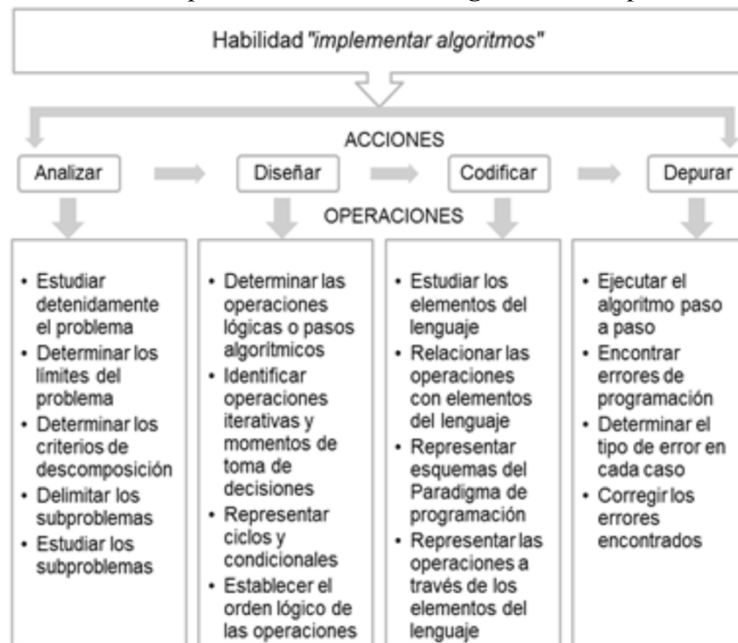 Habilidad "implementar algoritmos"
ACCIONES
Analizar
Diseñar
Codificar
Depurar
OPERACIONES
• Estudiar
detenidamente
el problema
• Determinar los
límites del
problema
• Determinar los
criterios de
descomposición
• Delimitar los
subproblemas
• Estudiar los
subproblemas
• Determinar las
operaciones
lógicas o pasos
algorítmicos
• Identificar
operaciones
iterativas y
momentos de
toma de
decisiones
• Representar
ciclos y
condicionales
• Establecer el
orden lógico de
las operaciones
• Estudiar los
elementos del
lenguaje
• Relacionar las
operaciones
con elementos
del lenguaje
• Representar
esquemas del
Paradigma de
programación
• Representar las
operaciones a
través de los
elementos del
lenguaje
• Ejecutar el
algoritmo paso
a paso
• Encontrar
errores de
programación
• Determinar el
tipo de error en
cada caso
• Corregir los
errores
encontrados